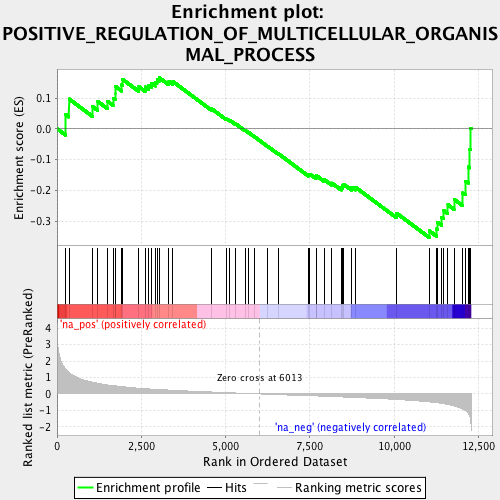 Enrichment plot:
POSITIVE_REGULATION_OF_MULTICELLULAR_ORGANIS
MAL_PROCESS
Enrichment score (ES)
0.1
0.0
-0.1
-0.2
-0.3
'na_pos' (positively correlated)
Ranked list metric (PreRanked)
4
3
2
1
0
-1
-2
Zero cross at 6013
'na_neg' (negatively correlated)
0
2,500
5,000
7,500
10,000
12,500
Rank in Ordered Dataset
Enrichment profile
Hits
Ranking metric scores